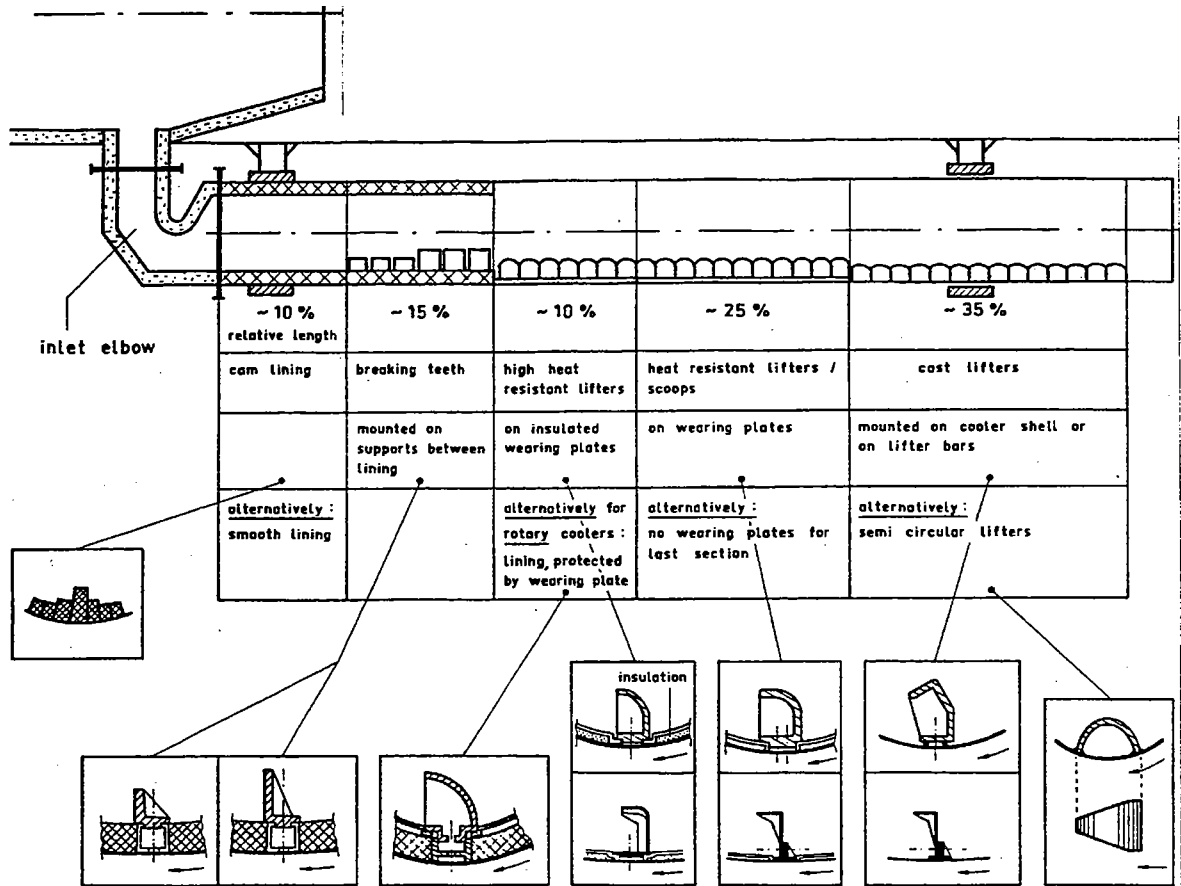 inlet elbow
~ 10 %
relative length
~ 15 %
~ 10 %
~ 25 %
~ 35 %
cam lining
breaking teeth
high heat
resistant lifters
heat resistant lifters /
scoops
cast lifters
mounted on
supports between
lining
on insulated
wearing plates
on wearing plates
mounted on cooler shell or
on lifter bars
alternatively :
smooth lining
alternatively for
rotary coolers :
lining, protected
by wearing plate
alternatively :
no wearing plates for
last section
alternatively :
semi circular lifters
insulation